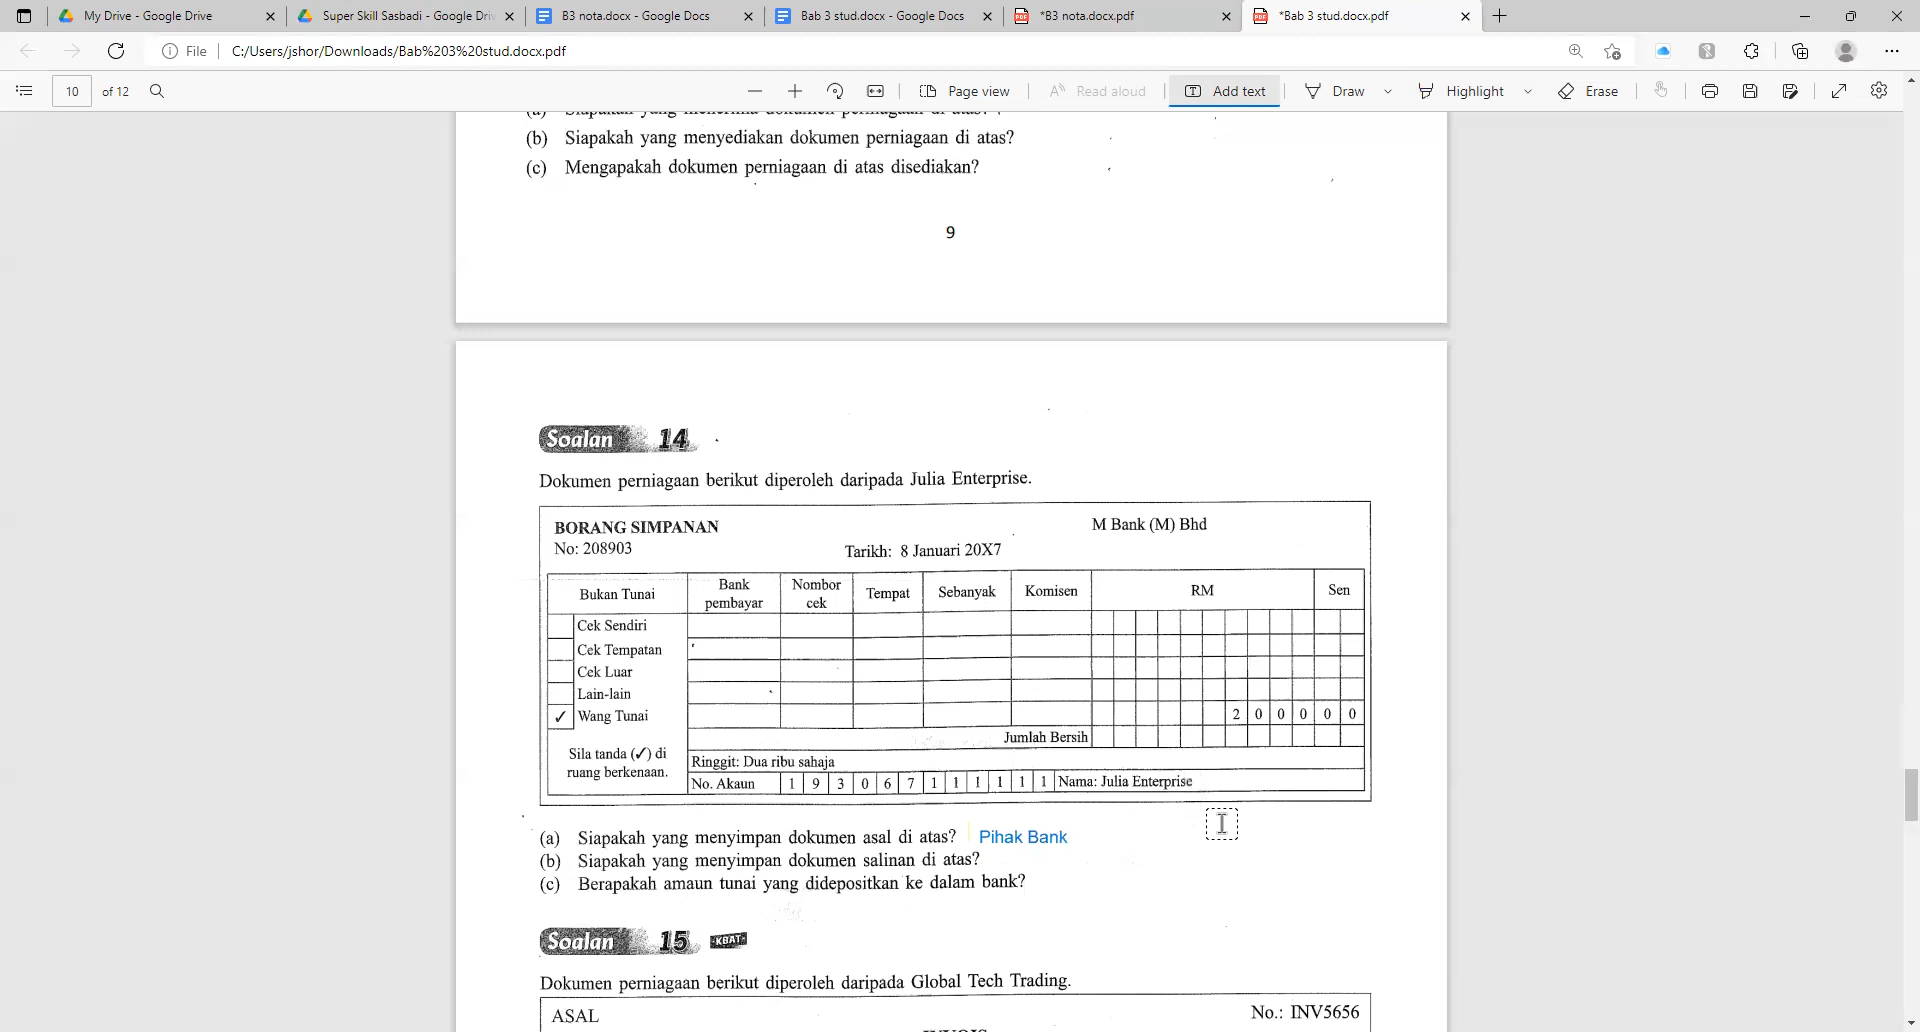 My Drive - Google Drive
Super Skill Sasbadi - Google Driv
B3 nota.docx - Google Docs
Bab 3 stud.docx - Google Docs
*B3 nota.docx.pdf
*Bab 3 stud.docx.pdf
File C:/Users/jshor/Downloads/Bab%203%20stud.docx.pdf
10 of 12 Page view Read aloud Add text Draw Highlight Erase
(a) Siapakah yang menerima dokumen perniagaan di atas?
(b) Siapakah yang menyediakan dokumen perniagaan di atas?
(c) Mengapakah dokumen perniagaan di atas disediakan?
9
Soalan 14
Dokumen perniagaan berikut diperoleh daripada Julia Enterprise.
BORANG SIMPANAN M Bank (M) Bhd
No: 208903 Tarikh: 8 Januari 20X7
Bukan Tunai Bank pembayar Nombor cek Tempat Sebanyak Komisen RM Sen
Cek Sendiri
Cek Tempatan
Cek Luar
Lain-lain
✓ Wang Tunai 2 0 0 0 0 0
Jumlah Bersih
Sila tanda (✓) di
ruang berkenaan.
Ringgit: Dua ribu sahaja
No. Akaun 1 9 3 0 6 7 1 1 1 1 1 1 Nama: Julia Enterprise
(a) Siapakah yang menyimpan dokumen asal di atas? Pihak Bank
(b) Siapakah yang menyimpan dokumen salinan di atas?
(c) Berapakah amaun tunai yang didepositkan ke dalam bank?
Soalan 15 KBAT
Dokumen perniagaan berikut diperoleh daripada Global Tech Trading.
ASAL No.: INV5656
INVOIS